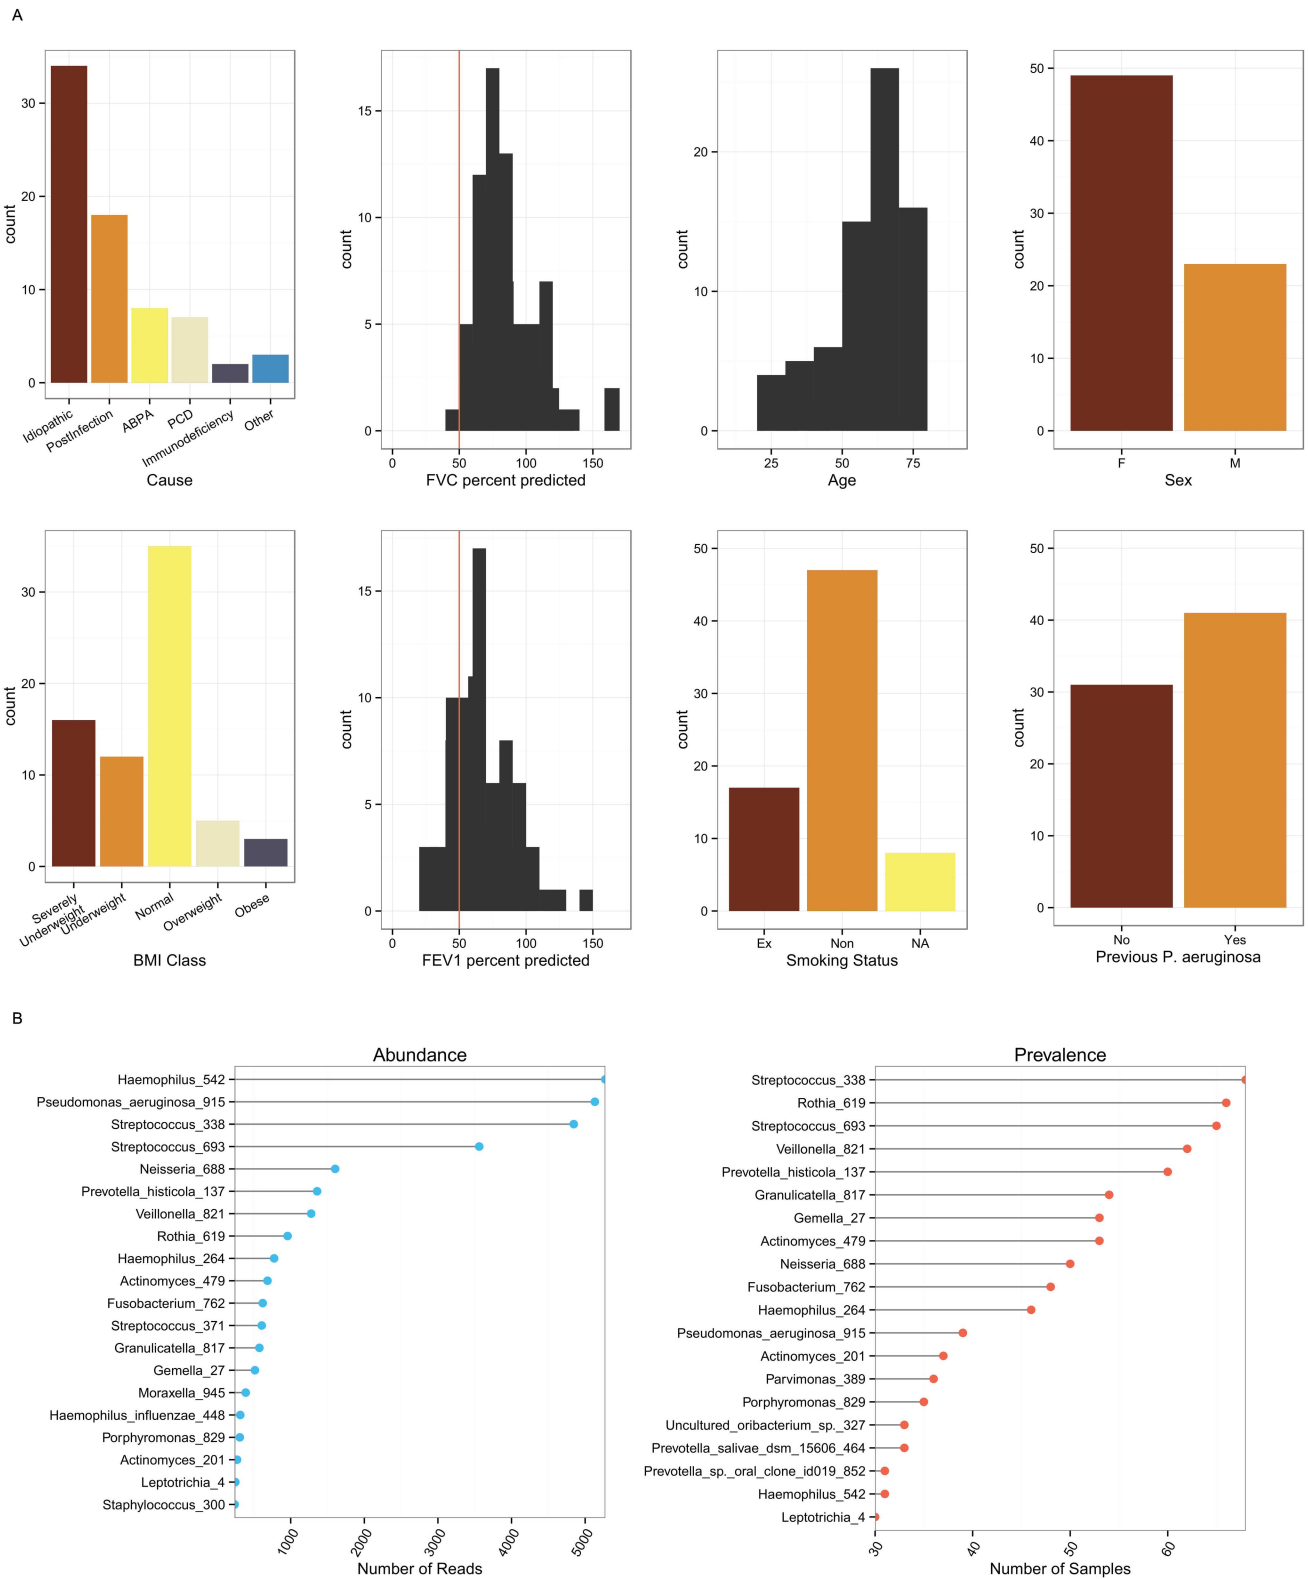 A
count
30
20
10
0
Idiopathic
PostInfection
ABPA
PCD
Immunodeficiency
Other
Cause
count
15
10
5
0
0
50
100
150
FVC percent predicted
count
20
10
0
25
50
75
Age
count
50
40
30
20
10
0
F
M
Sex
count
30
20
10
0
Severely
Underweight
Underweight
Normal
Overweight
Obese
BMI Class
count
15
10
5
0
0
50
100
150
FEV1 percent predicted
count
50
40
30
20
10
0
Ex
Non
NA
Smoking Status
count
50
40
30
20
10
0
No
Yes
Previous P. aeruginosa
B
Abundance
Haemophilus_542
Pseudomonas_aeruginosa_915
Streptococcus_338
Streptococcus_693
Neisseria_688
Prevotella_histicola_137
Veillonella_821
Rothia_619
Haemophilus_264
Actinomyces_479
Fusobacterium_762
Streptococcus_371
Granulicatella_817
Gemella_27
Moraxella_945
Haemophilus_influenzae_448
Porphyromonas_829
Actinomyces_201
Leptotrichia_4
Staphylococcus_300
1000
2000
3000
4000
5000
Number of Reads
Prevalence
Streptococcus_338
Rothia_619
Streptococcus_693
Veillonella_821
Prevotella_histicola_137
Granulicatella_817
Gemella_27
Actinomyces_479
Neisseria_688
Fusobacterium_762
Haemophilus_264
Pseudomonas_aeruginosa_915
Actinomyces_201
Parvimonas_389
Porphyromonas_829
Uncultured_oribacterium_sp._327
Prevotella_salivae_dsm_15606_464
Prevotella_sp._oral_clone_id019_852
Haemophilus_542
Leptotrichia_4
30
40
50
60
Number of Samples